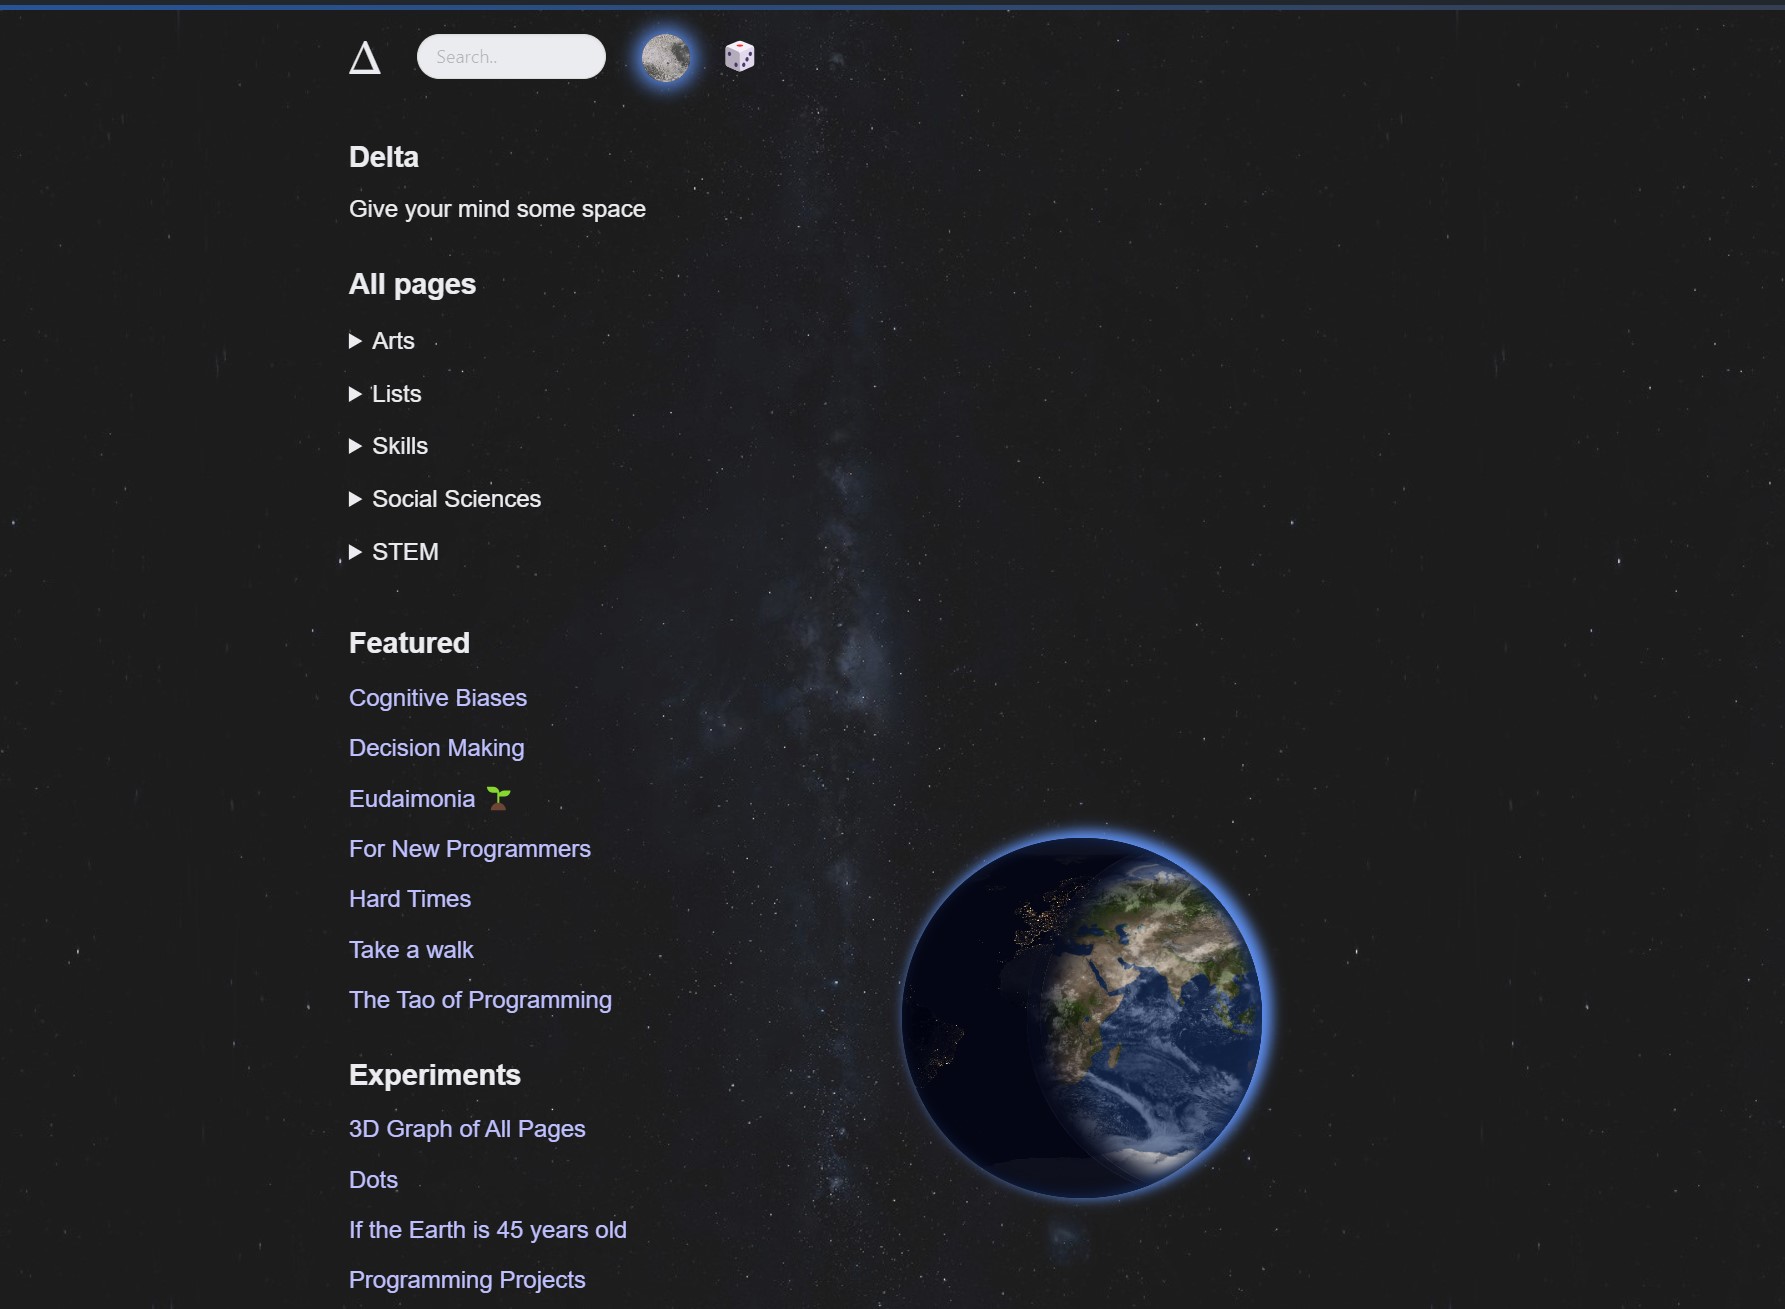 Δ
Search..
Delta
Give your mind some space
All pages
Arts
Lists
Skills
Social Sciences
STEM
Featured
Cognitive Biases
Decision Making
Eudaimonia 🌱
For New Programmers
Hard Times
Take a walk
The Tao of Programming
Experiments
3D Graph of All Pages
Dots
If the Earth is 45 years old
Programming Projects